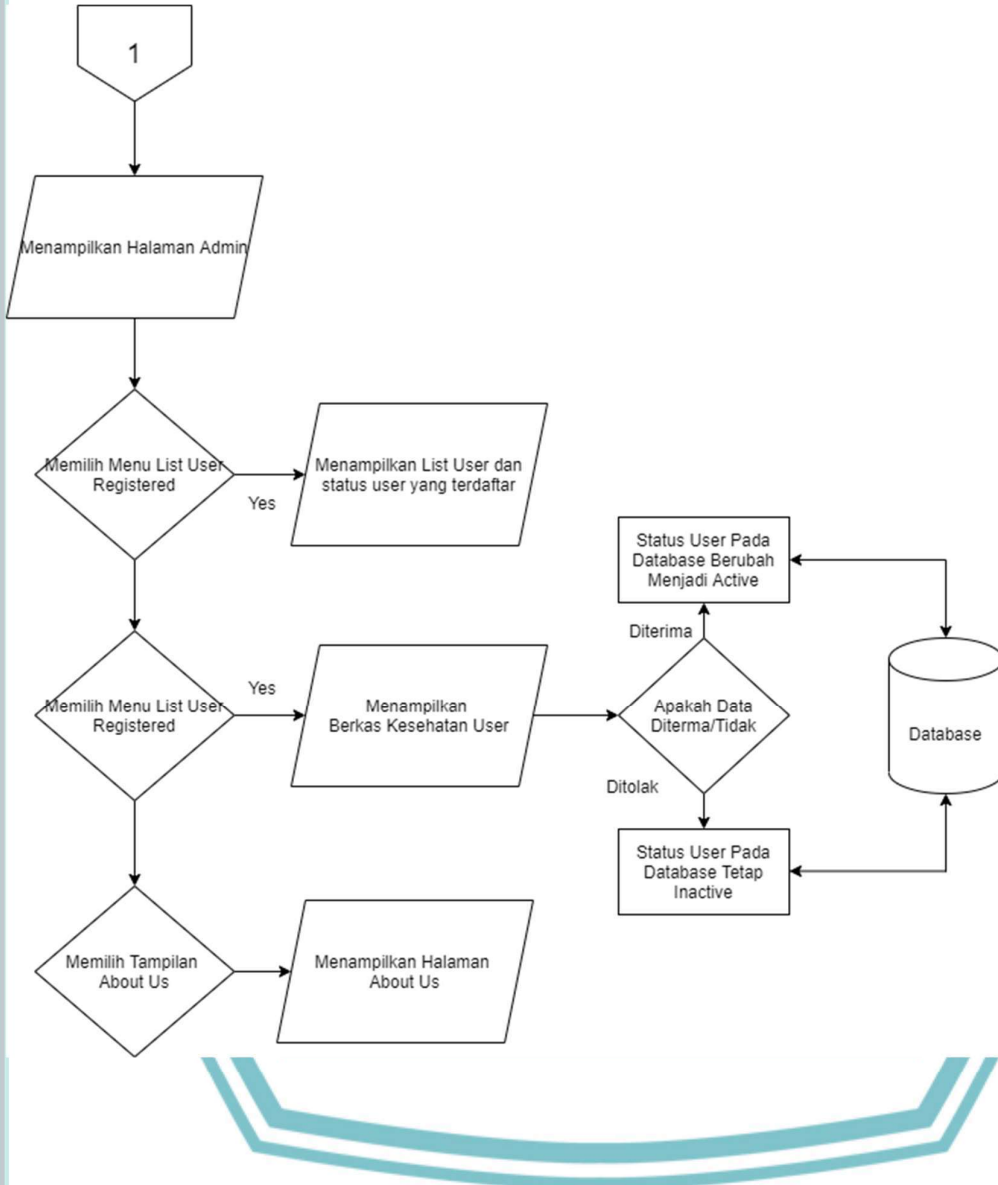 1
Menampilkan Halaman Admin
Memilih Menu List User
Registered
Yes
Menampilkan List User dan
status user yang terdaftar
Memilih Menu List User
Registered
Yes
Menampilkan
Berkas Kesehatan User
Apakah Data
Diterma/Tidak
Diterima
Status User Pada
Database Berubah
Menjadi Active
Ditolak
Status User Pada
Database Tetap
Inactive
Database
Memilih Tampilan
About Us
Menampilkan Halaman
About Us